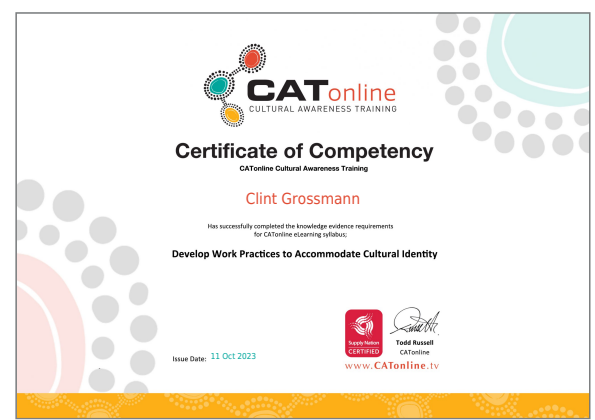 CATonline
CULTURAL AWARENESS TRAINING
Certificate of Competency
CATonline Cultural Awareness Training
Clint Grossmann
Has successfully completed the knowledge evidence requirements
for CATonline eLearning syllabus;
Develop Work Practices to Accommodate Cultural Identity
Supply Nation
CERTIFIED
Todd Russell
CATonline
Issue Date: 11 Oct 2023
www.CATonline.tv